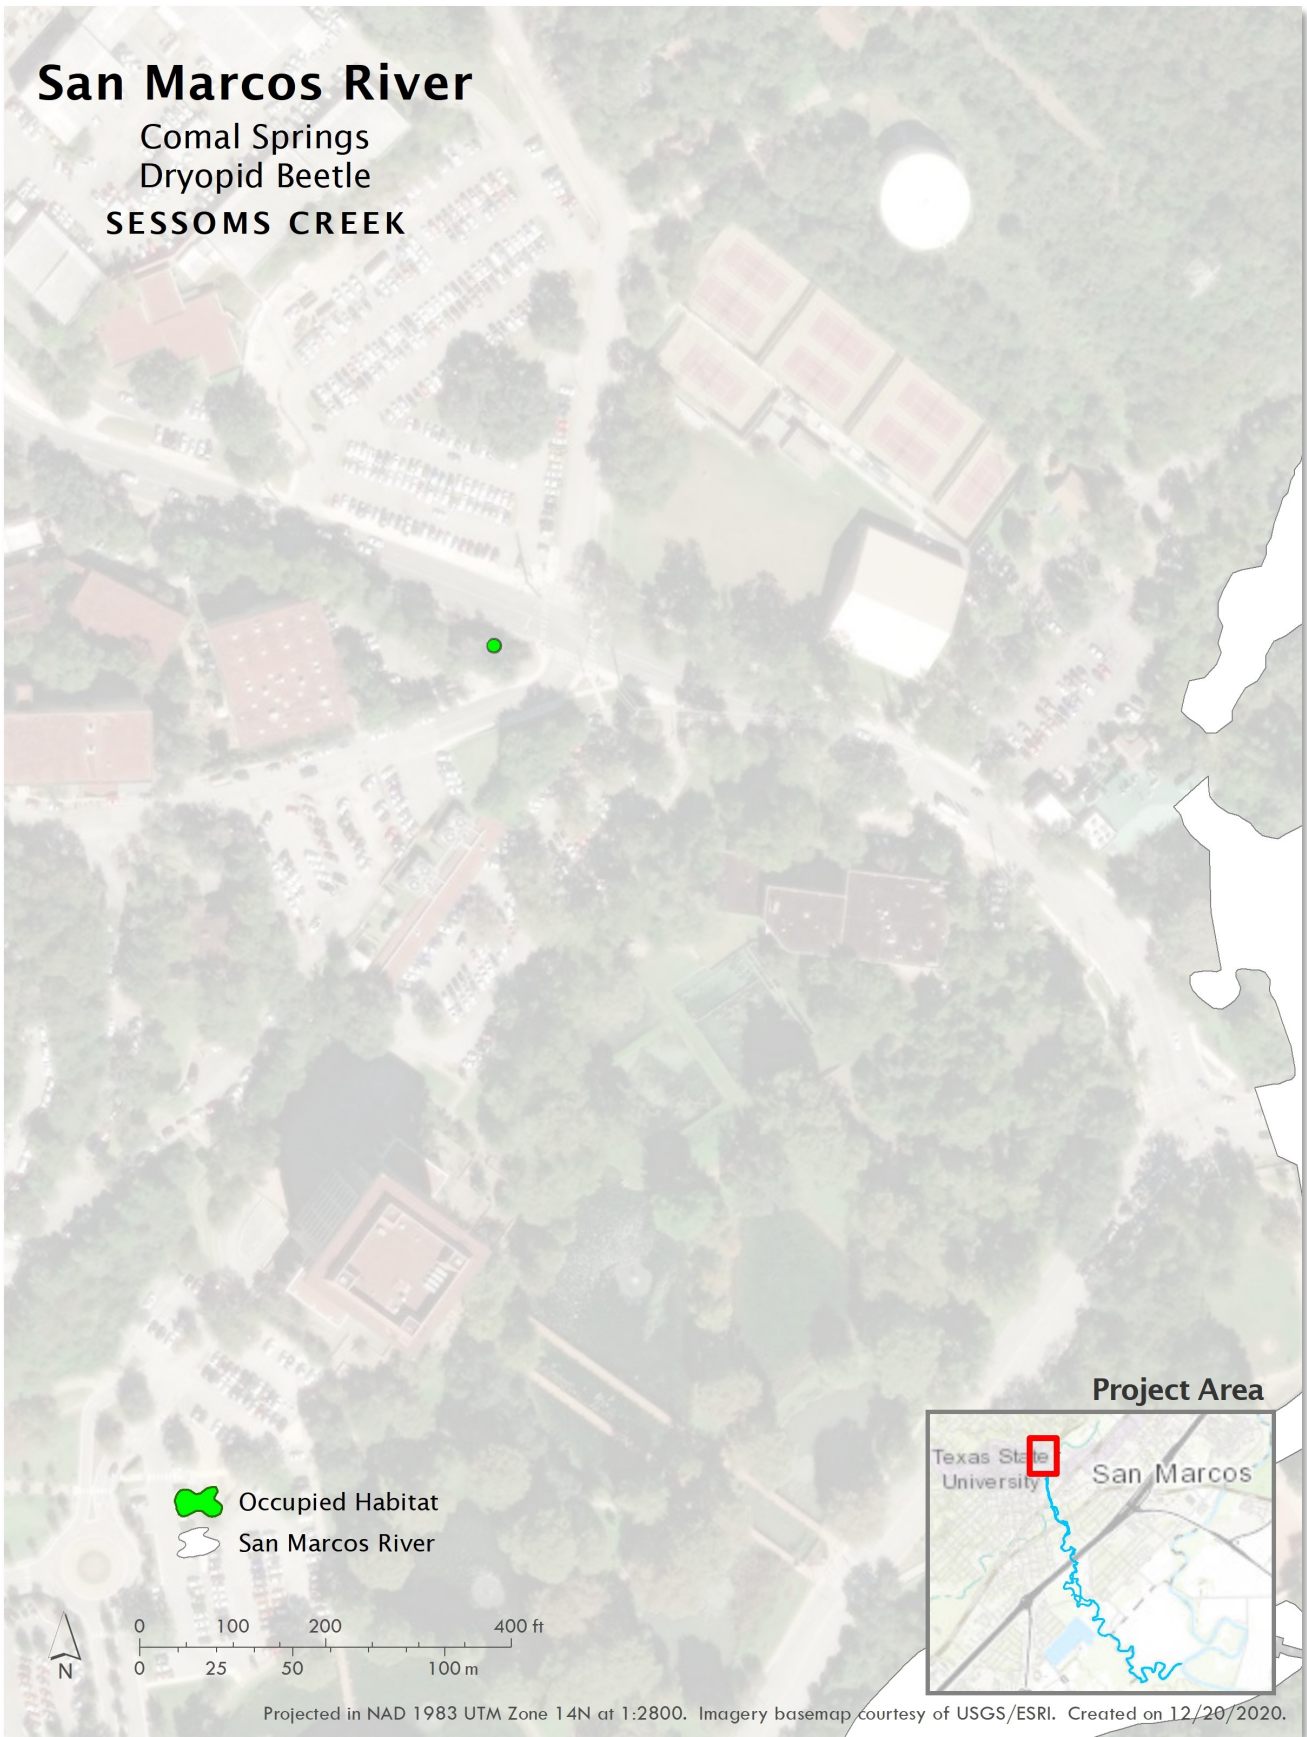 San Marcos River
Comal Springs
Dryopid Beetle
SESSOMS CREEK
Project Area
Texas State
University
San Marcos
Occupied Habitat
San Marcos River
0 100 200 400 ft
0 25 50 100 m
N
Projected in NAD 1983 UTM Zone 14N at 1:2800. Imagery basemap courtesy of USGS/ESRI. Created on 12/20/2020.